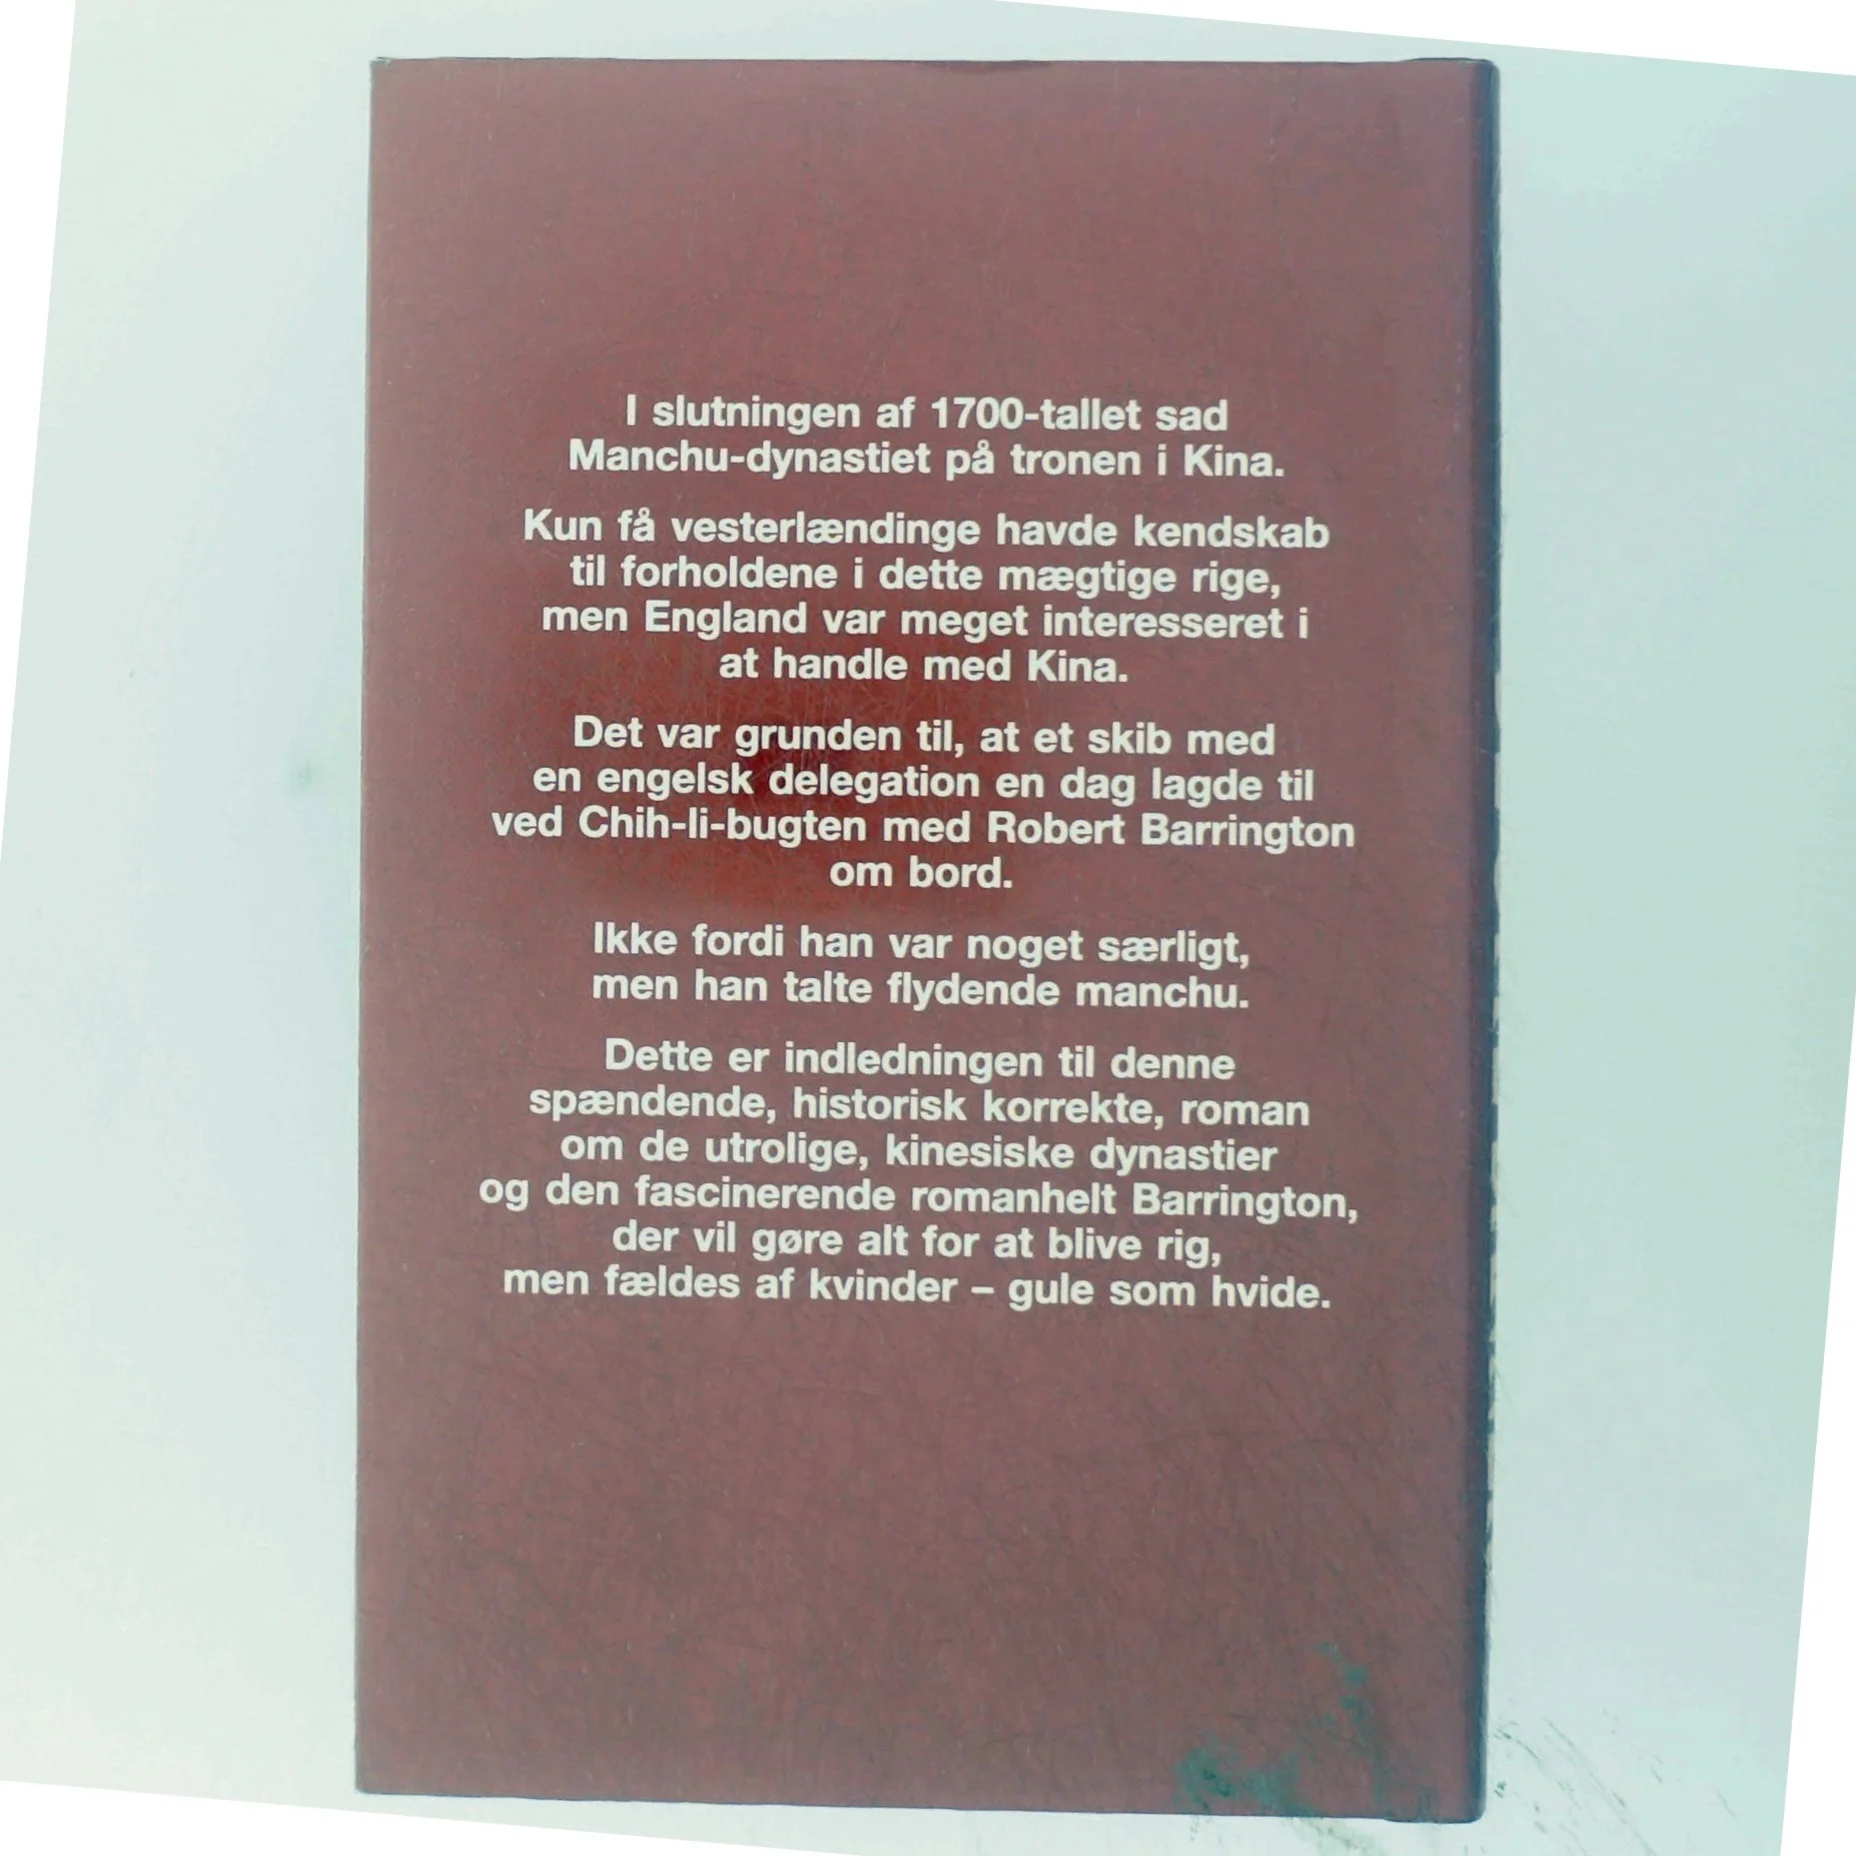 I slutningen af 1700-tallet sad
Manchu-dynastiet på tronen i Kina.
Kun få vesterlændinge havde kendskab
til forholdene i dette mægtige rige,
men England var meget interesseret i
at handle med Kina.
Det var grunden til, at et skib med
en engelsk delegation en dag lagde til
ved Chih-li-bugten med Robert Barrington
om bord.
Ikke fordi han var noget særligt,
men han talte flydende manchu.
Dette er indledningen til denne
spændende, historisk korrekte, roman
om de utrolige, kinesiske dynastier
og den fascinerende romanhelt Barrington,
der vil gøre alt for at blive rig,
men fældes af kvinder – gule som hvide.